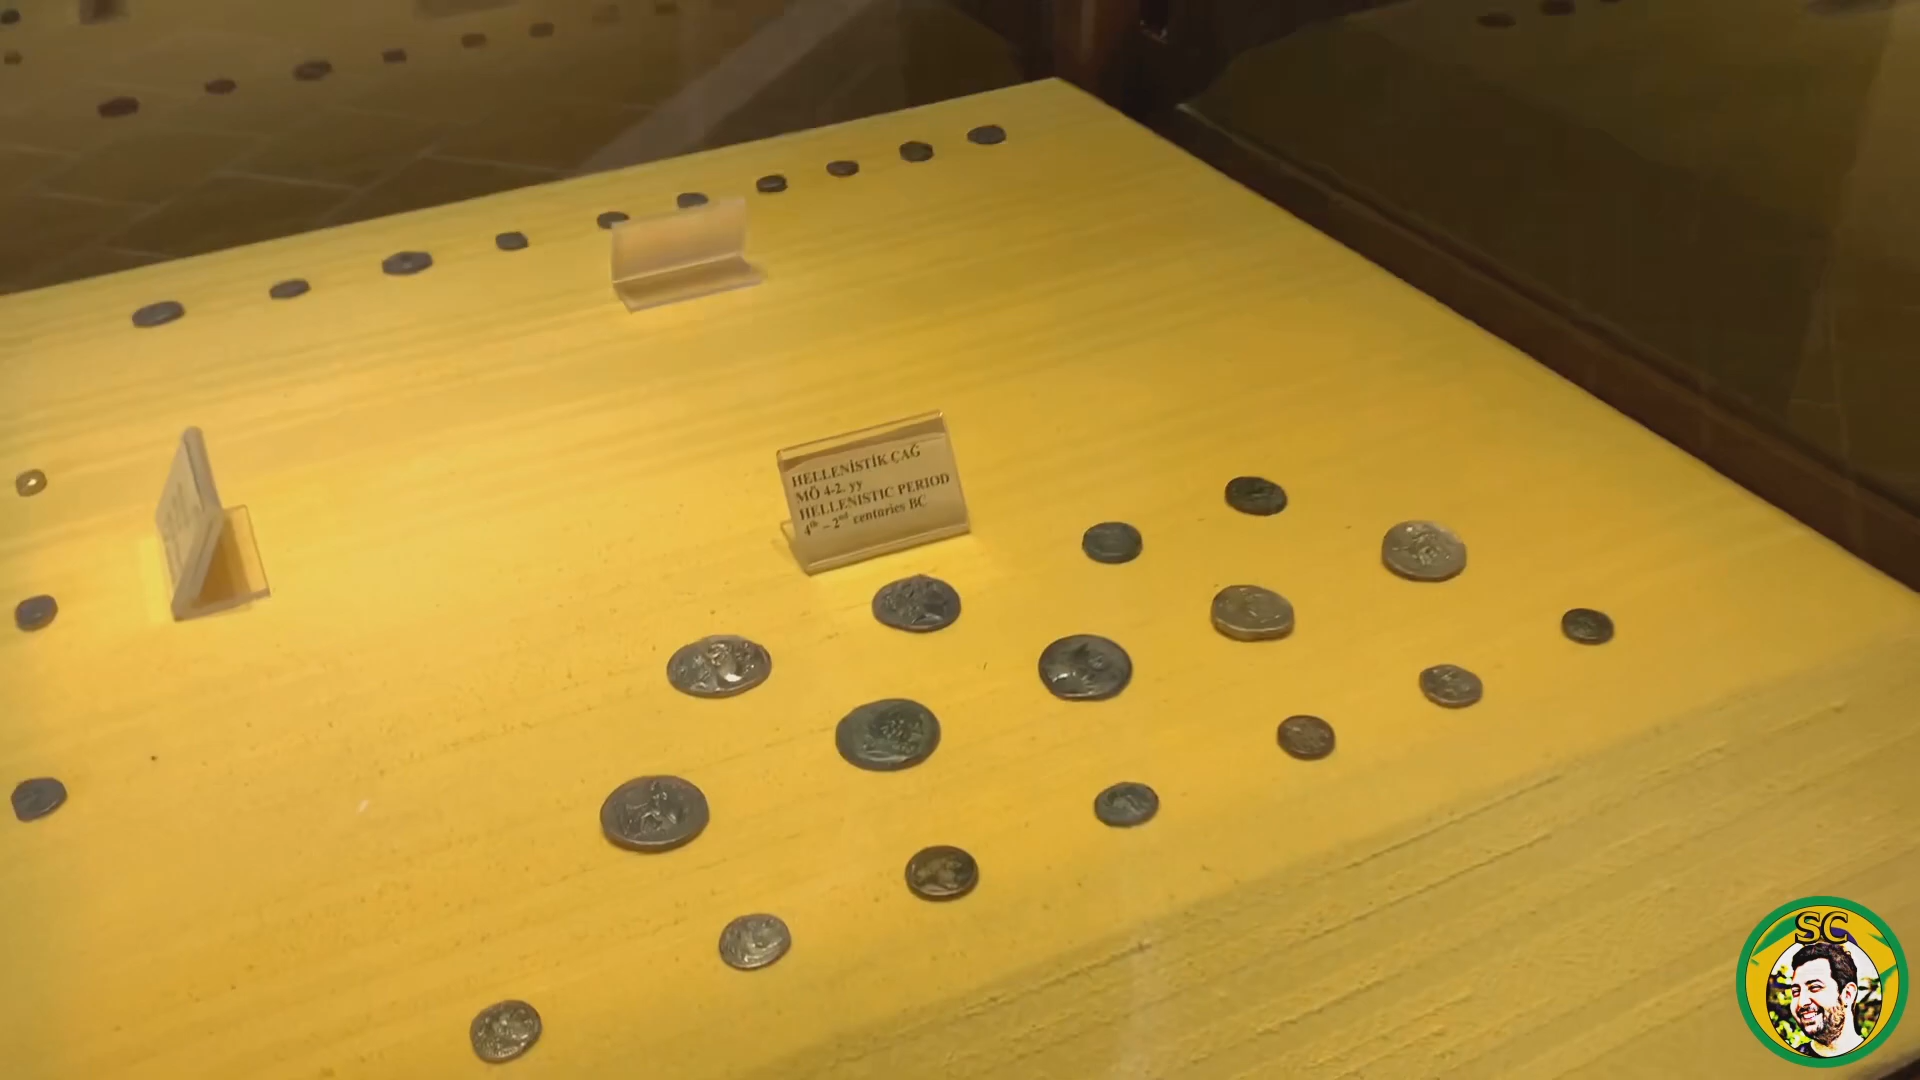 HELLENİSTİK ÇAĞ
MÖ 4-2. yy
HELLENISTIC PERIOD
4th – 2nd centuries BC
SC